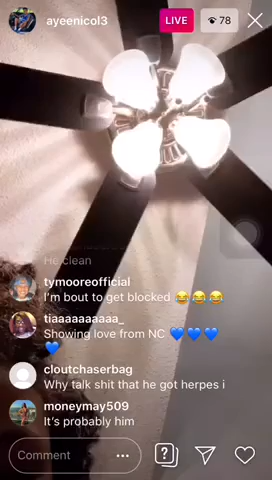 ayeenicol3
LIVE
78
He clean
tymooreofficial
I'm bout to get blocked 😂😂😂
tiaaaaaaaaaa_
Showing love from NC 💙💙💙
💙
cloutchaserbag
Why talk shit that he got herpes i
moneymay509
It's probably him
Comment